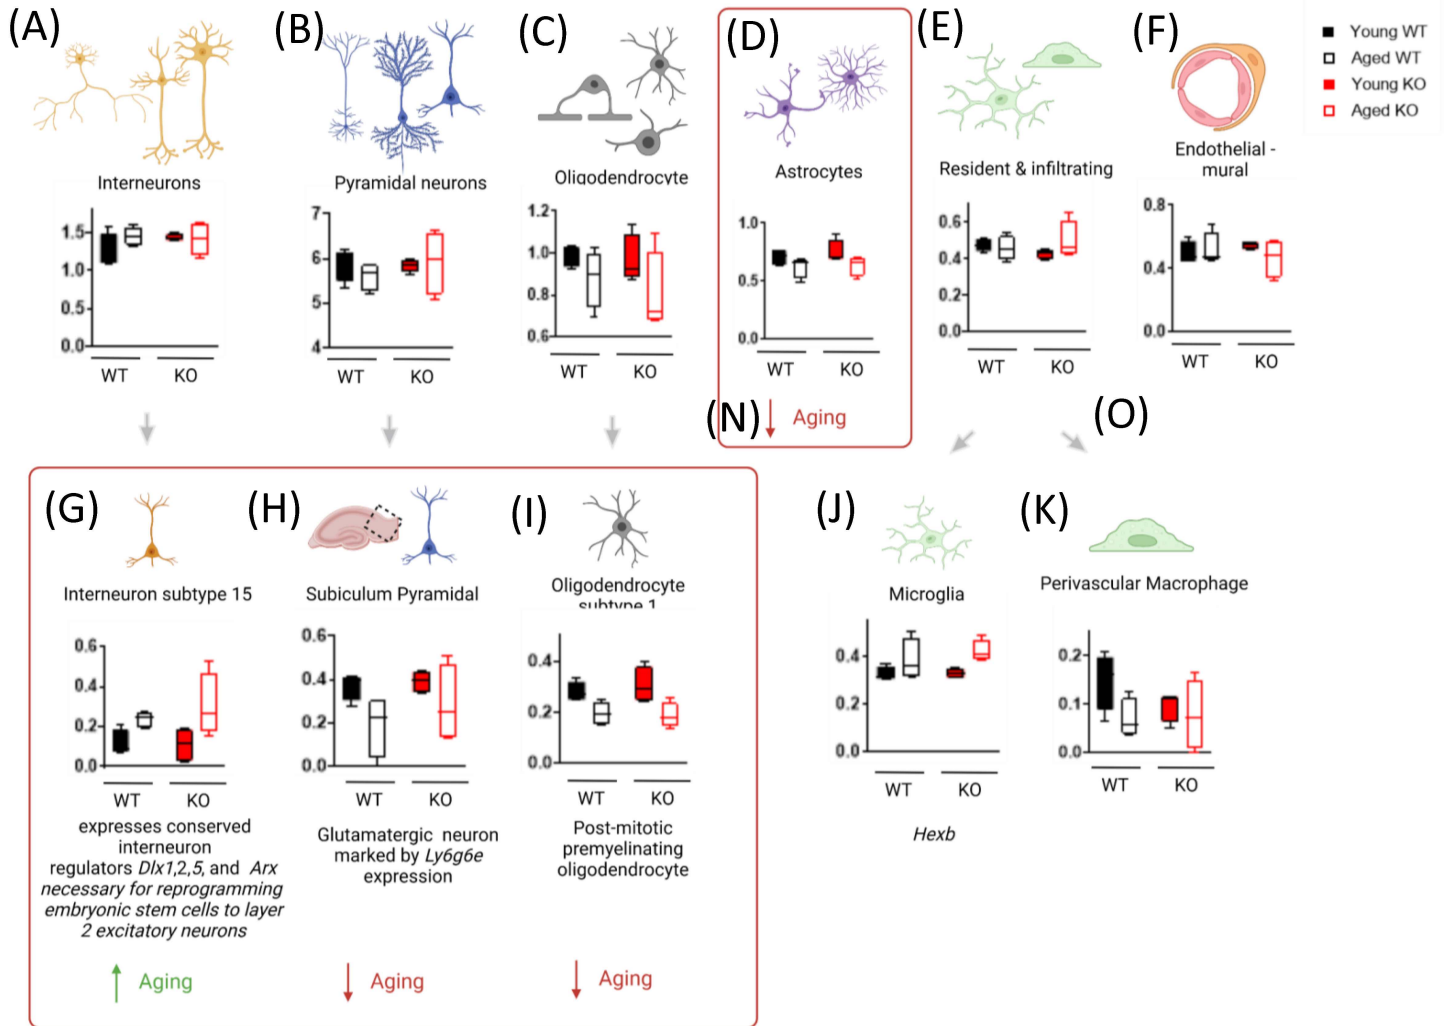 (A)
(B)
(C)
(D)
(E)
(F)
Young WT
Aged WT
Young KO
Aged KO
Interneurons
Pyramidal neurons
Oligodendrocyte
Astrocytes
Resident & infiltrating
Endothelial -
mural
1.5
1.0
0.5
0.0
WT
KO
7
6
5
4
WT
KO
1.2
1.0
0.8
0.6
WT
KO
1.0
0.5
0.0
WT
KO
0.6
0.4
0.2
0.0
WT
KO
0.8
0.4
0.0
WT
KO
(N)
Aging
(O)
(G)
(H)
(I)
(J)
(K)
Interneuron subtype 15
Subiculum Pyramidal
Oligodendrocyte
subtype 1
Microglia
Perivascular Macrophage
0.6
0.4
0.2
0.0
WT
KO
0.6
0.4
0.2
0.0
WT
KO
0.4
0.2
0.0
WT
KO
0.4
0.2
0.0
WT
KO
0.2
0.1
0.0
WT
KO
expresses conserved
interneuron
regulators Dlx1,2,5, and Arx
necessary for reprogramming
embryonic stem cells to layer
2 excitatory neurons
Glutamatergic neuron
marked by Ly6g6e
expression
Post-mitotic
premyelinating
oligodendrocyte
Hexb
Aging
Aging
Aging